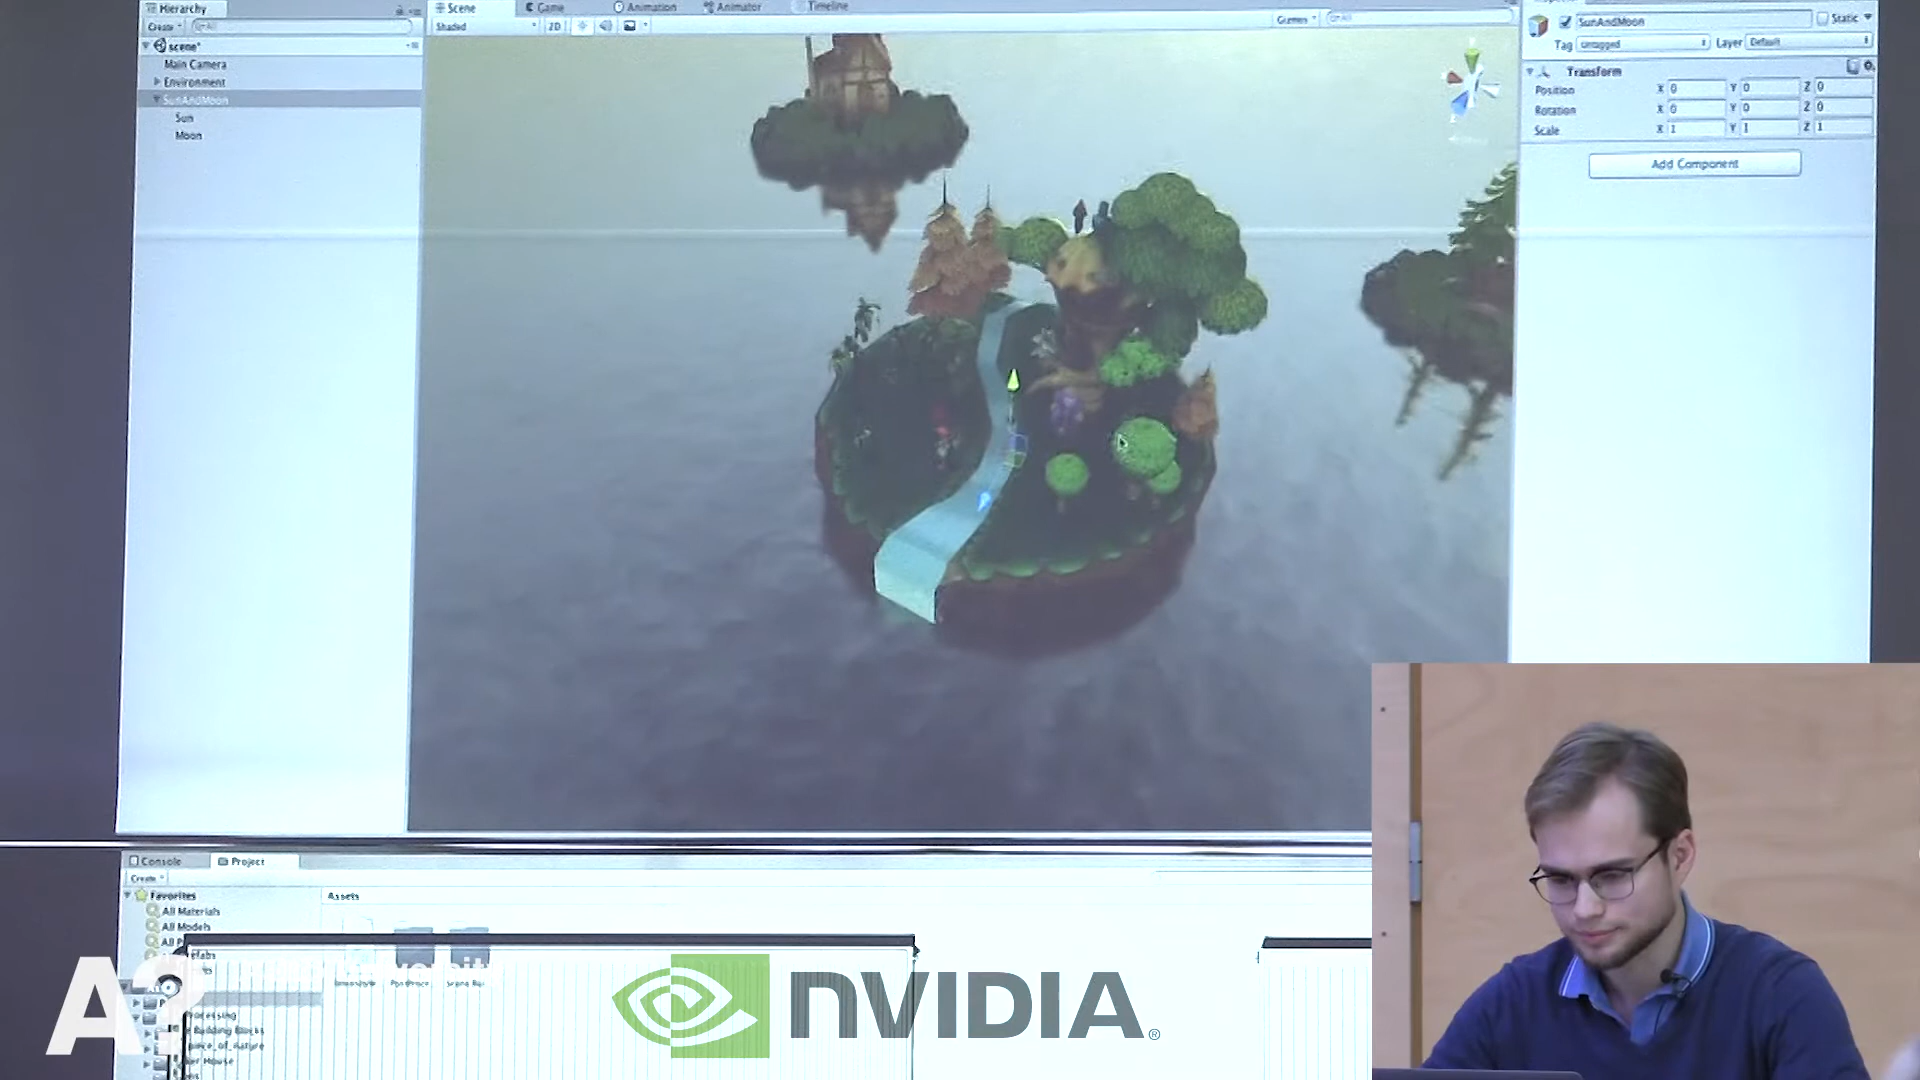 Hierarchy
Create
scene*
Main Camera
Environment
SunAndMoon
Sun
Moon
Scene
Game
Animation
Animator
Timeline
Shaded
2D
Gizmos
SunAndMoon
Static
Tag
Untagged
Layer
Default
Transform
Position X 0 Y 0 Z 0
Rotation X 0 Y 0 Z 0
Scale X 1 Y 1 Z 1
Add Component
Console
Project
Create
Favorites
All Materials
All Models
Assets
A?
NVIDIA